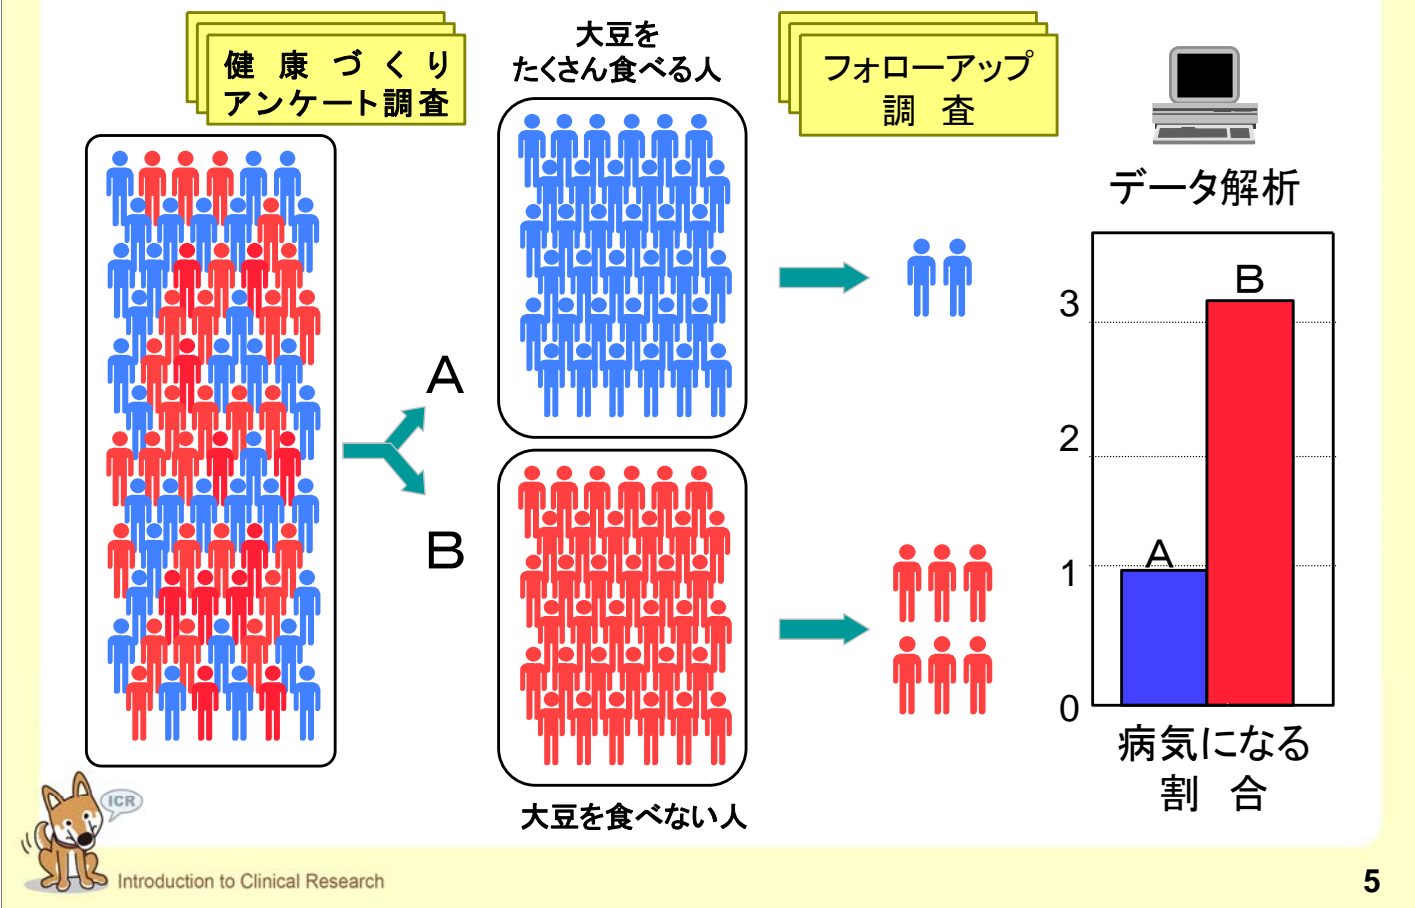 健 康 づ く り
アンケート調査
大豆を
たくさん食べる人
フォローアップ
調 査
データ解析
A
B
大豆を食べない人
3
2
1
0
A
B
病気になる
割 合
ICR
Introduction to Clinical Research
5